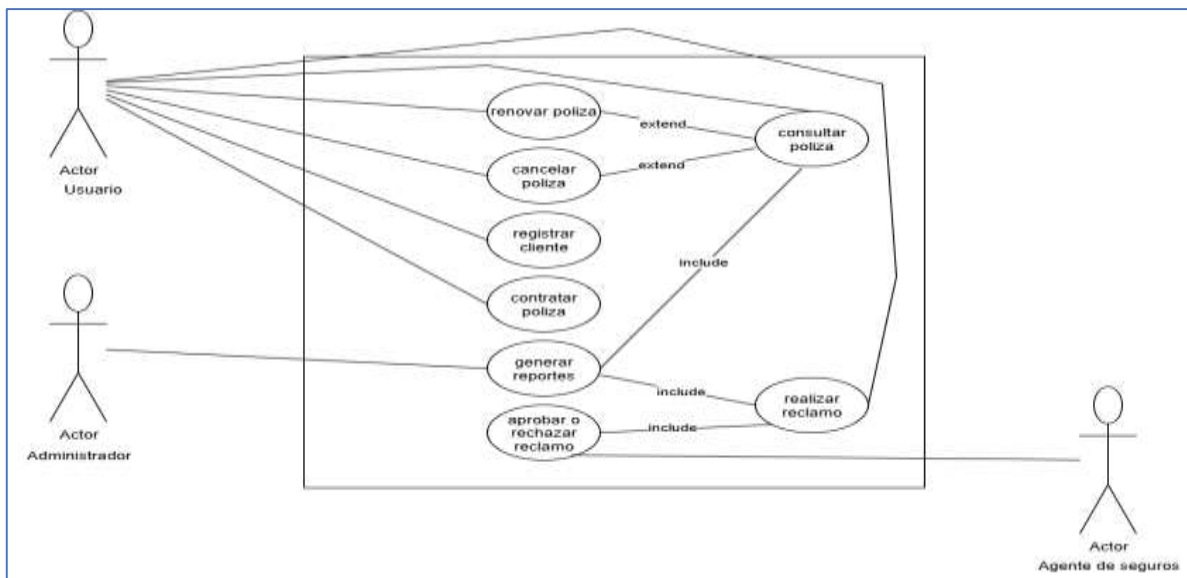 Actor
Usuario
renovar poliza
extend
consultar
poliza
cancelar
poliza
extend
registrar
cliente
include
contratar
poliza
generar
reportes
include
realizar
reclamo
aprobar o
rechazar
reclamo
include
Actor
Administrador
Actor
Agente de seguros